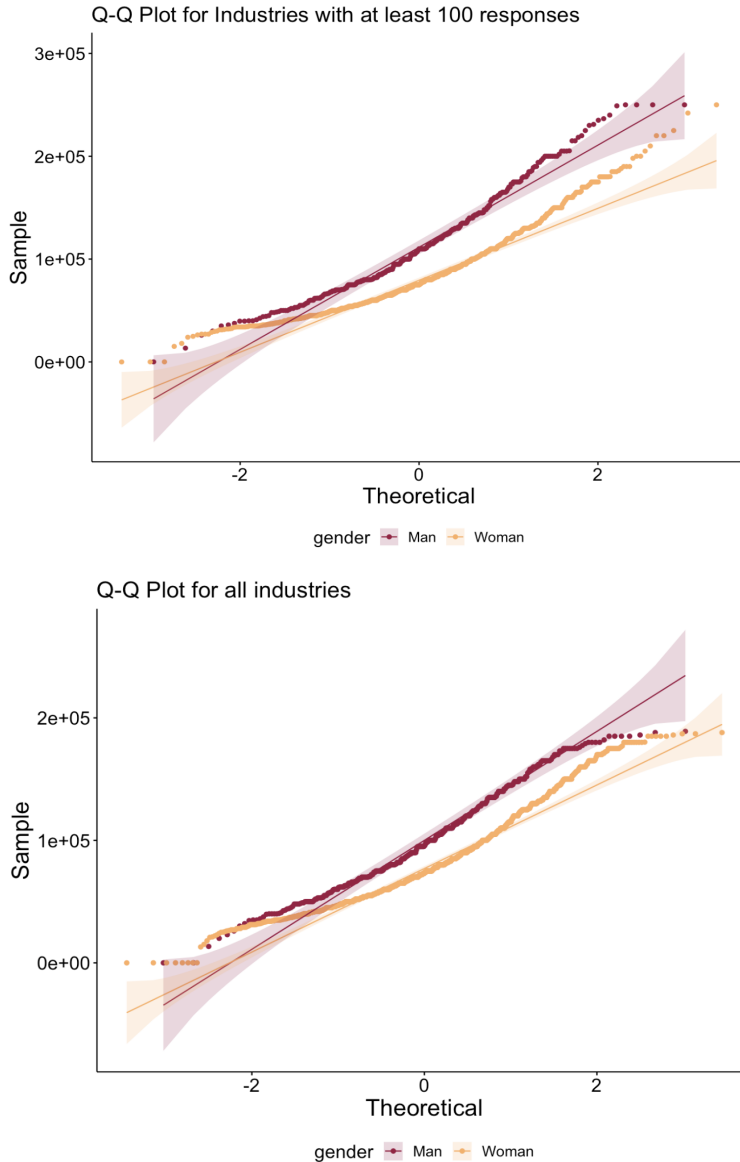 Q-Q Plot for Industries with at least 100 responses
3e+05
2e+05
1e+05
0e+00
Sample
-2 0 2
Theoretical
gender Man Woman
Q-Q Plot for all industries
2e+05
1e+05
0e+00
Sample
-2 0 2
Theoretical
gender Man Woman